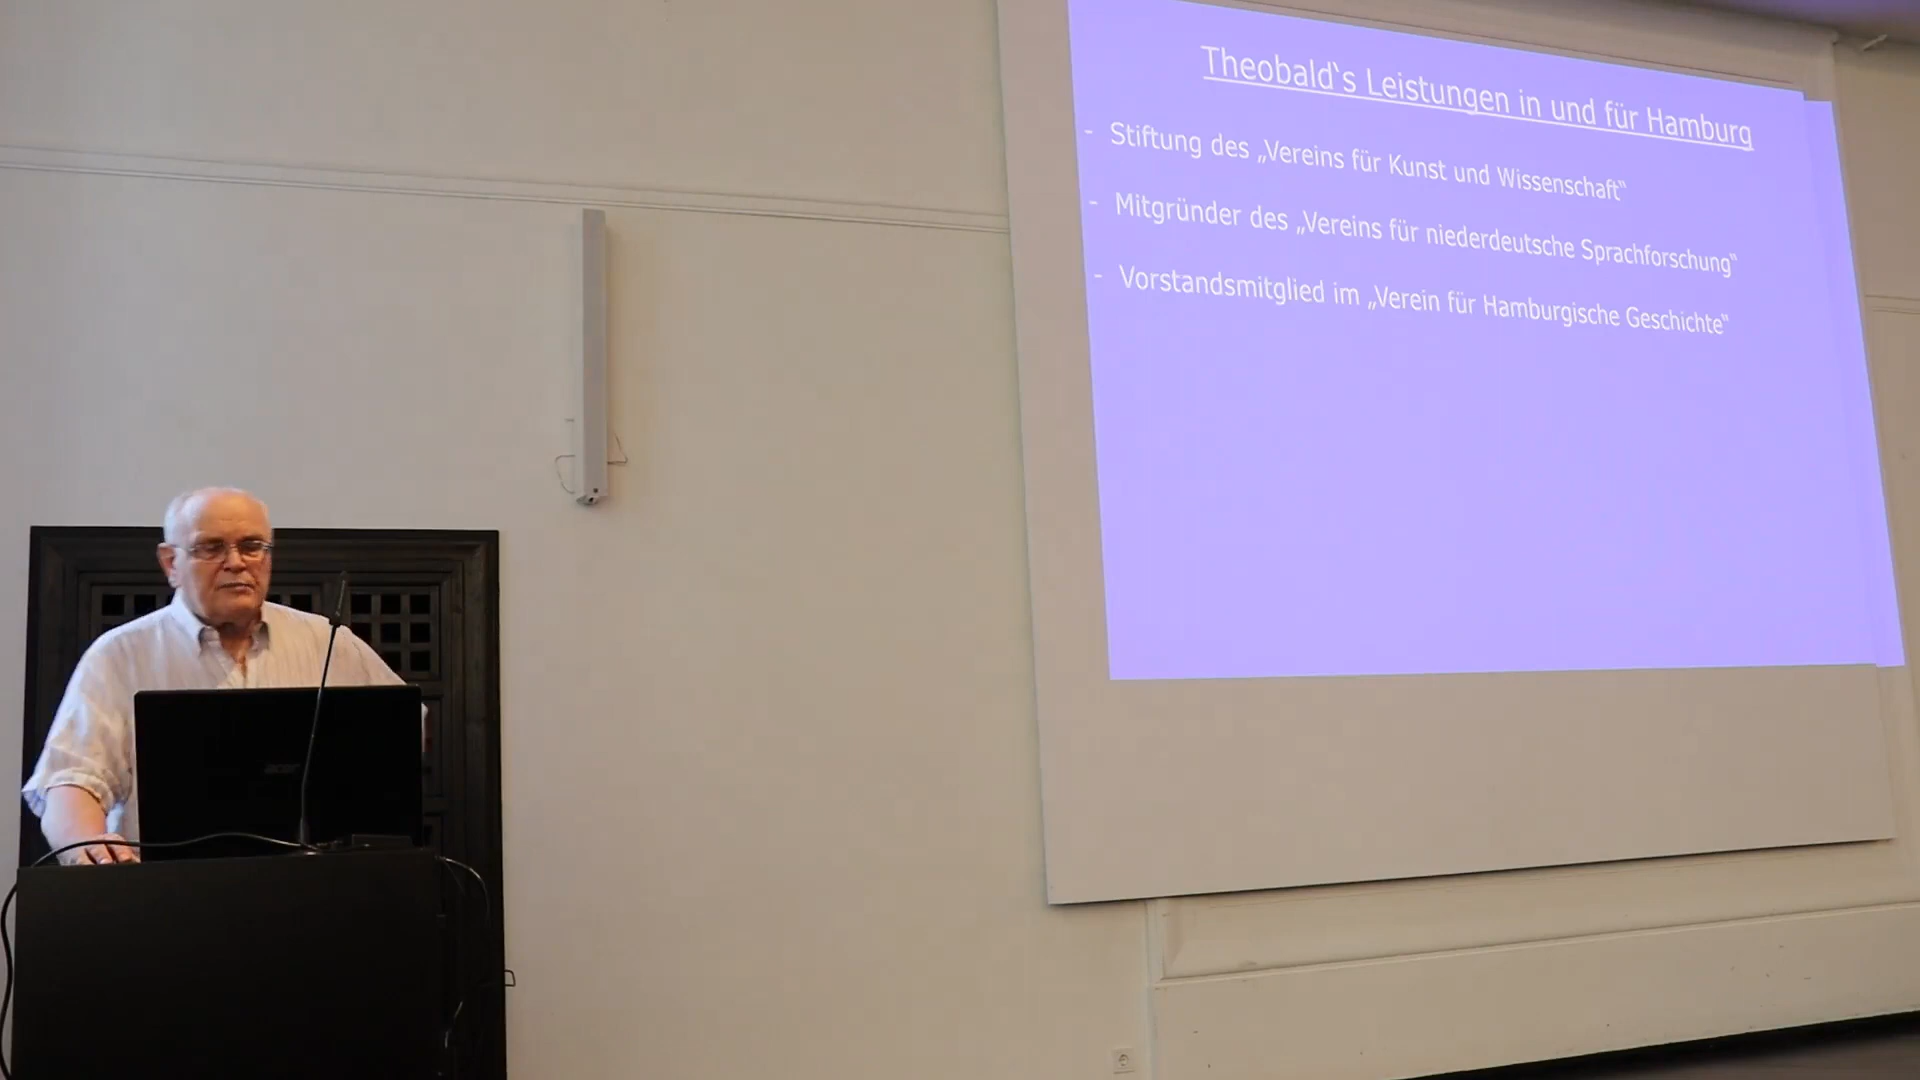 Theobald‘s Leistungen in und für Hamburg
- Stiftung des „Vereins für Kunst und Wissenschaft“
- Mitgründer des „Vereins für niederdeutsche Sprachforschung“
- Vorstandsmitglied im „Verein für Hamburgische Geschichte“
acer